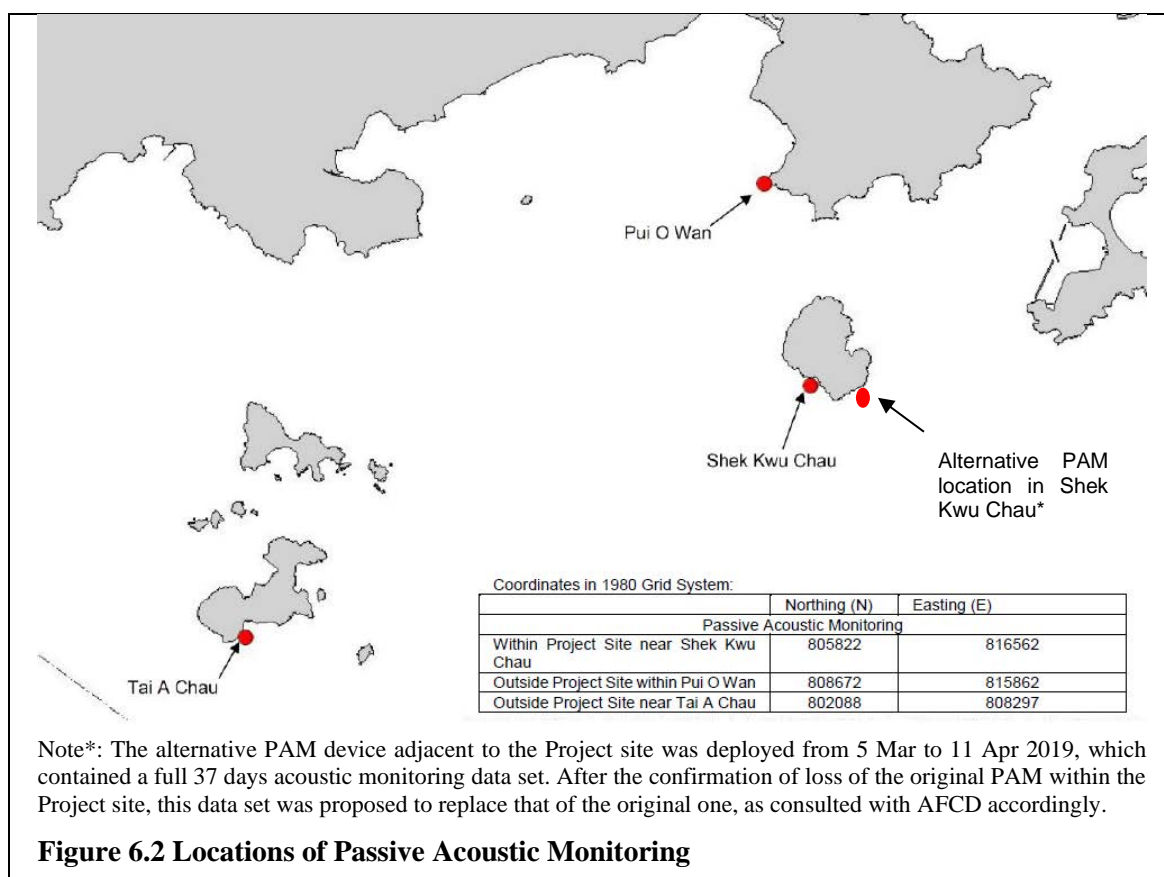 Pui O Wan
Shek Kwu Chau
Alternative PAM
location in Shek
Kwu Chau*
Tai A Chau
Coordinates in 1980 Grid System:
Northing (N) Easting (E)
Passive Acoustic Monitoring
Within Project Site near Shek Kwu
Chau 805822 816562
Outside Project Site within Pui O Wan 808672 815862
Outside Project Site near Tai A Chau 802088 808297
Note*: The alternative PAM device adjacent to the Project site was deployed from 5 Mar to 11 Apr 2019, which
contained a full 37 days acoustic monitoring data set. After the confirmation of loss of the original PAM within the
Project site, this data set was proposed to replace that of the original one, as consulted with AFCD accordingly.
Figure 6.2 Locations of Passive Acoustic Monitoring